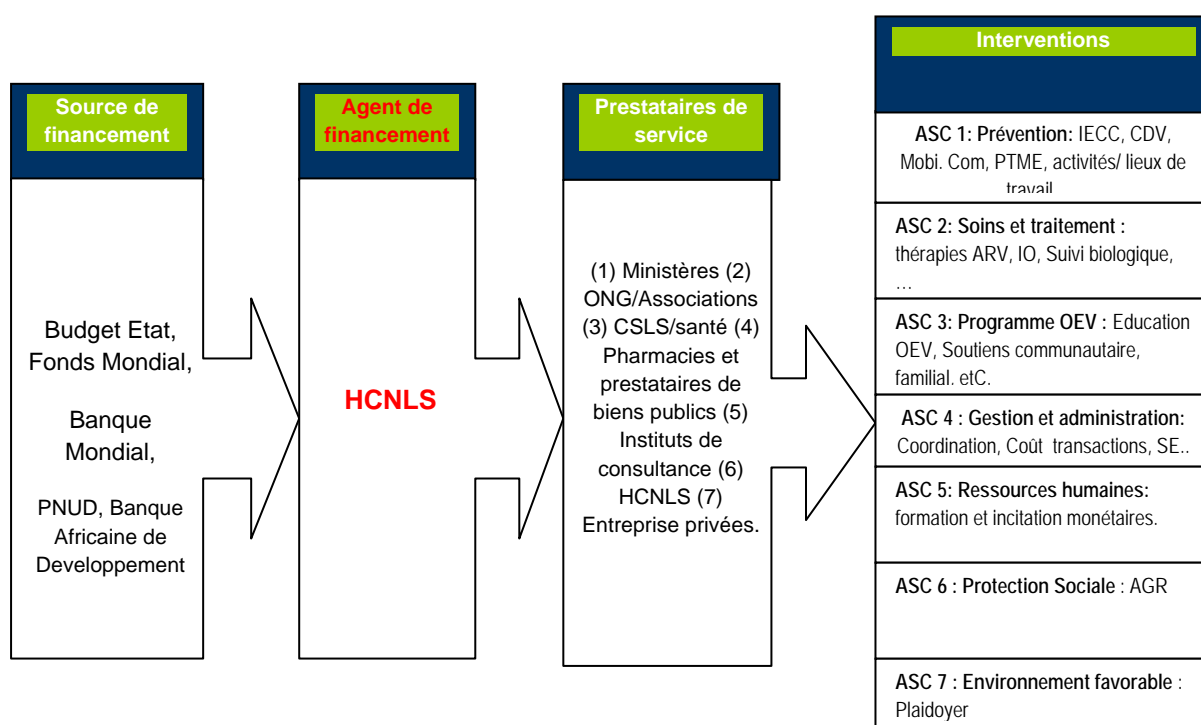 Source de
financement
Budget Etat,
Fonds Mondial,
Banque
Mondial,
PNUD, Banque
Africaine de
Developpement
Agent de
financement
HCNLS
Prestataires de
service
(1) Ministères (2)
ONG/Associations
(3) CSLS/santé (4)
Pharmacies et
prestataires de
biens publics (5)
Instituts de
consultance (6)
HCNLS (7)
Entreprise privées.
Interventions
ASC 1: Prévention: IECC, CDV,
Mobi. Com, PTME, activités/ lieux de
travail
ASC 2: Soins et traitement :
thérapies ARV, IO, Suivi biologique,
…
ASC 3: Programme OEV : Education
OEV, Soutiens communautaire,
familial. etC.
ASC 4 : Gestion et administration:
Coordination, Coût transactions, SE..
ASC 5: Ressources humaines:
formation et incitation monétaires.
ASC 6 : Protection Sociale : AGR
ASC 7 : Environnement favorable :
Plaidoyer